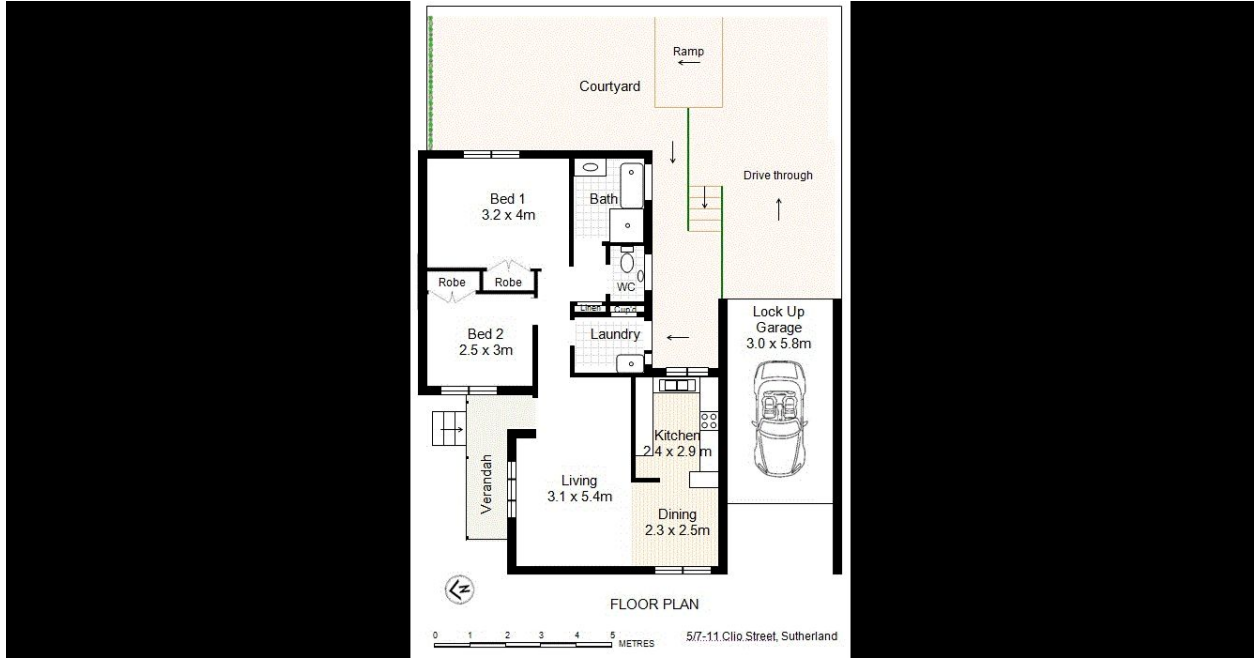 Ramp
Courtyard
Drive through
Bed 1
3.2 x 4m
Bath
WC
Robe
Robe
Linen
Cup'd
Lock Up
Garage
3.0 x 5.8m
Bed 2
2.5 x 3m
Laundry
Kitchen
2.4 x 2.9 m
Verandah
Living
3.1 x 5.4m
Dining
2.3 x 2.5m
N
FLOOR PLAN
0 1 2 3 4 5
METRES
5/7-11 Clio Street, Sutherland